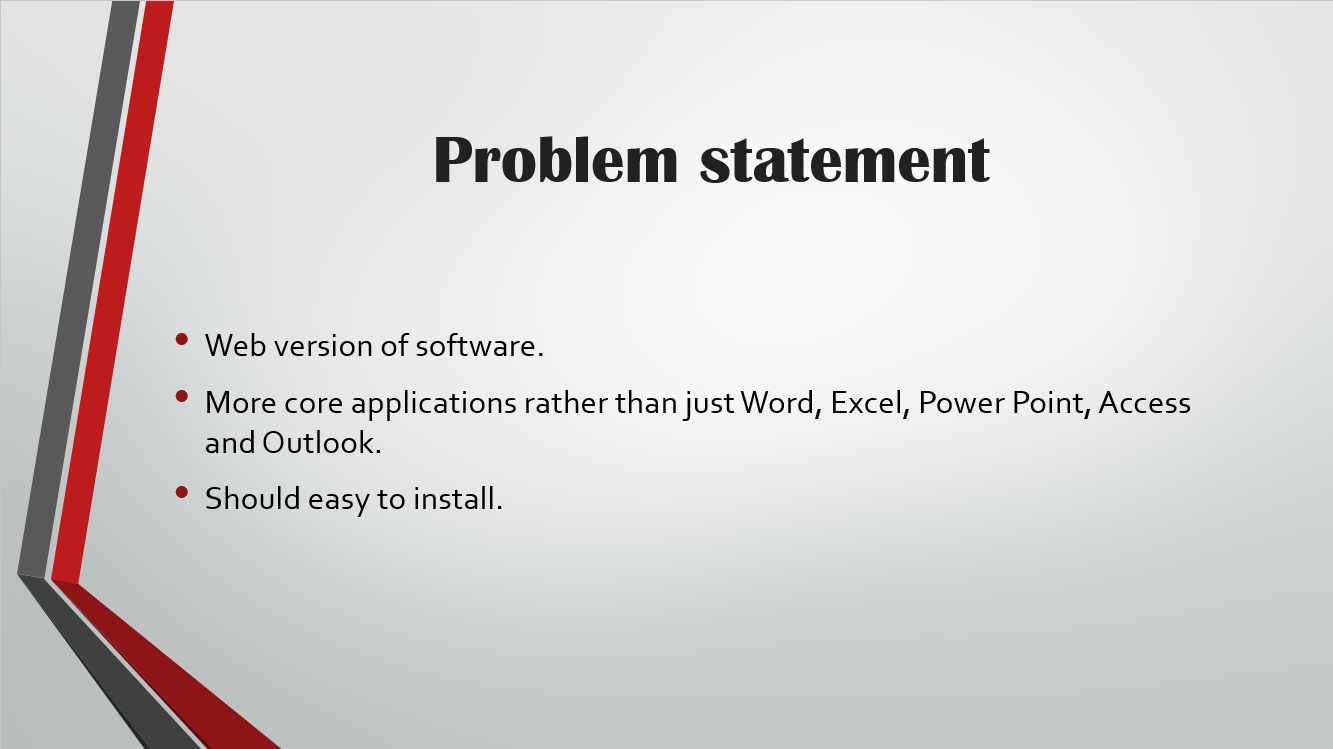 Problem statement
• Web version of software.
• More core applications rather than just Word, Excel, Power Point, Access
and Outlook.
• Should easy to install.